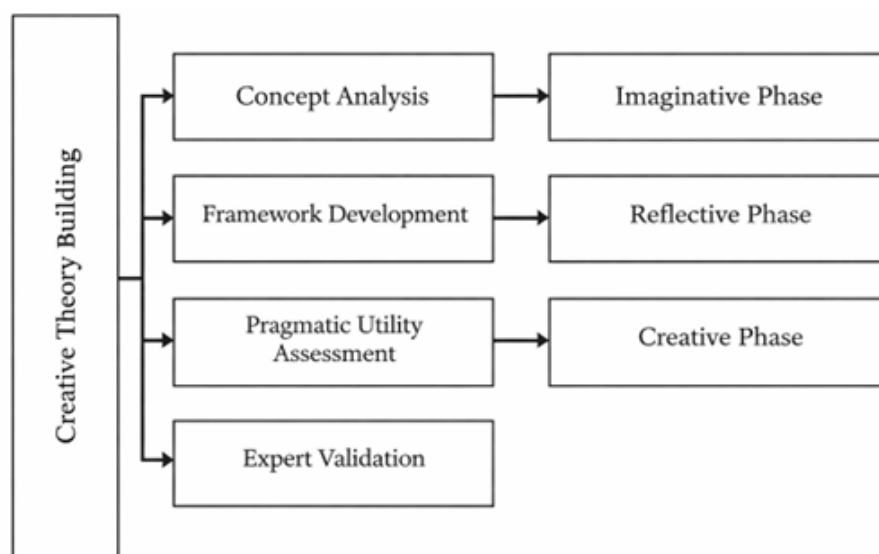 Creative Theory Building
Concept Analysis
Imaginative Phase
Framework Development
Reflective Phase
Pragmatic Utility
Assessment
Creative Phase
Expert Validation